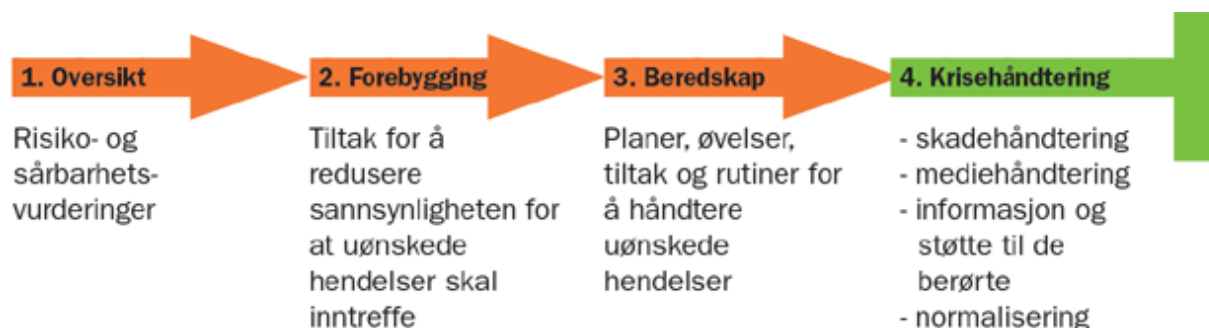 1. Oversikt
Risiko- og
sårbarhets-
vurderinger
2. Forebygging
Tiltak for å
redusere
sannsynligheten for
at uønskede
hendelser skal
inntreffe
3. Beredskap
Planer, øvelser,
tiltak og rutiner for
å håndtere
uønskede
hendelser
4. Krisehåndtering
- skadehåndtering
- mediehåndtering
- informasjon og
støtte til de
berørte
- normalisering